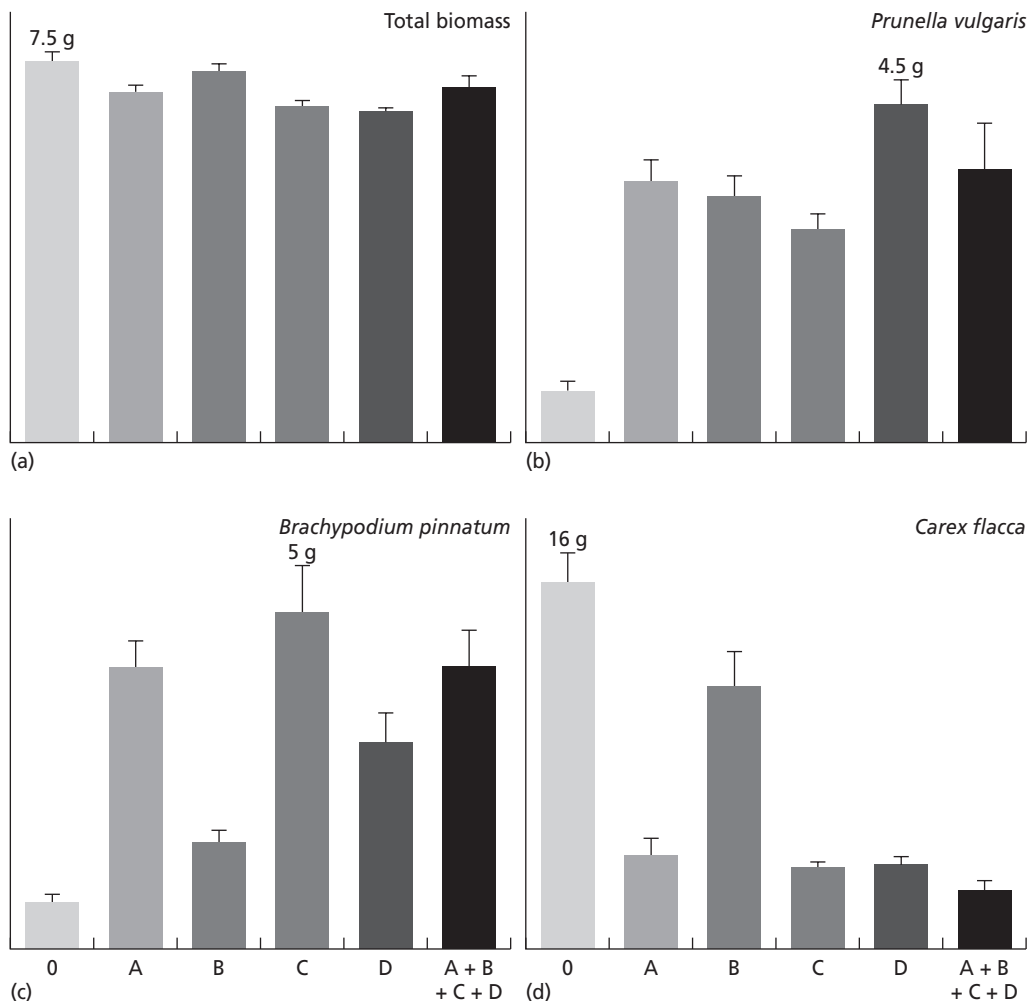 Total biomass
7.5 g
(a)
Prunella vulgaris
4.5 g
(b)
Brachypodium pinnatum
5 g
0 A B C D A + B
+ C + D
(c)
Carex flacca
16 g
0 A B C D A + B
+ C + D
(d)